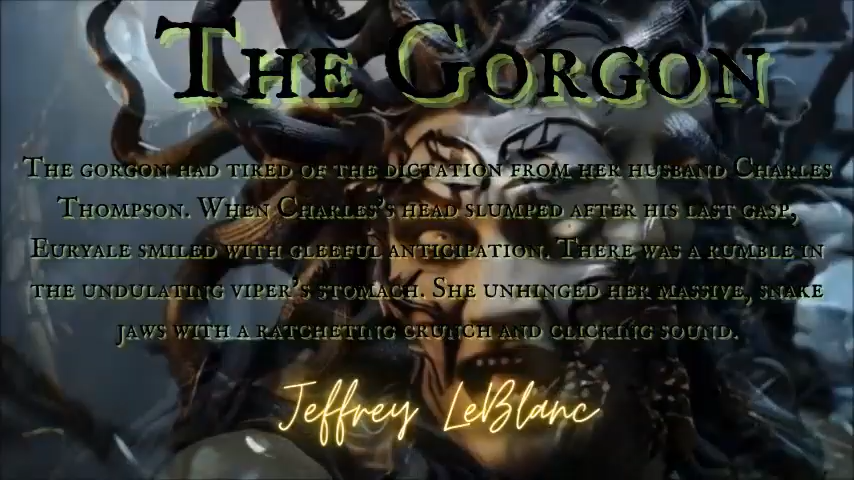 The Gorgon
The gorgon had tired of the dictation from her husband Charles
Thompson. When Charles's head slumped after his last gasp,
Euryale smiled with gleeful anticipation. There was a rumble in
the undulating viper's stomach. She unhinged her massive, snake
jaws with a ratcheting crunch and clicking sound.
Jeffrey LeBlanc